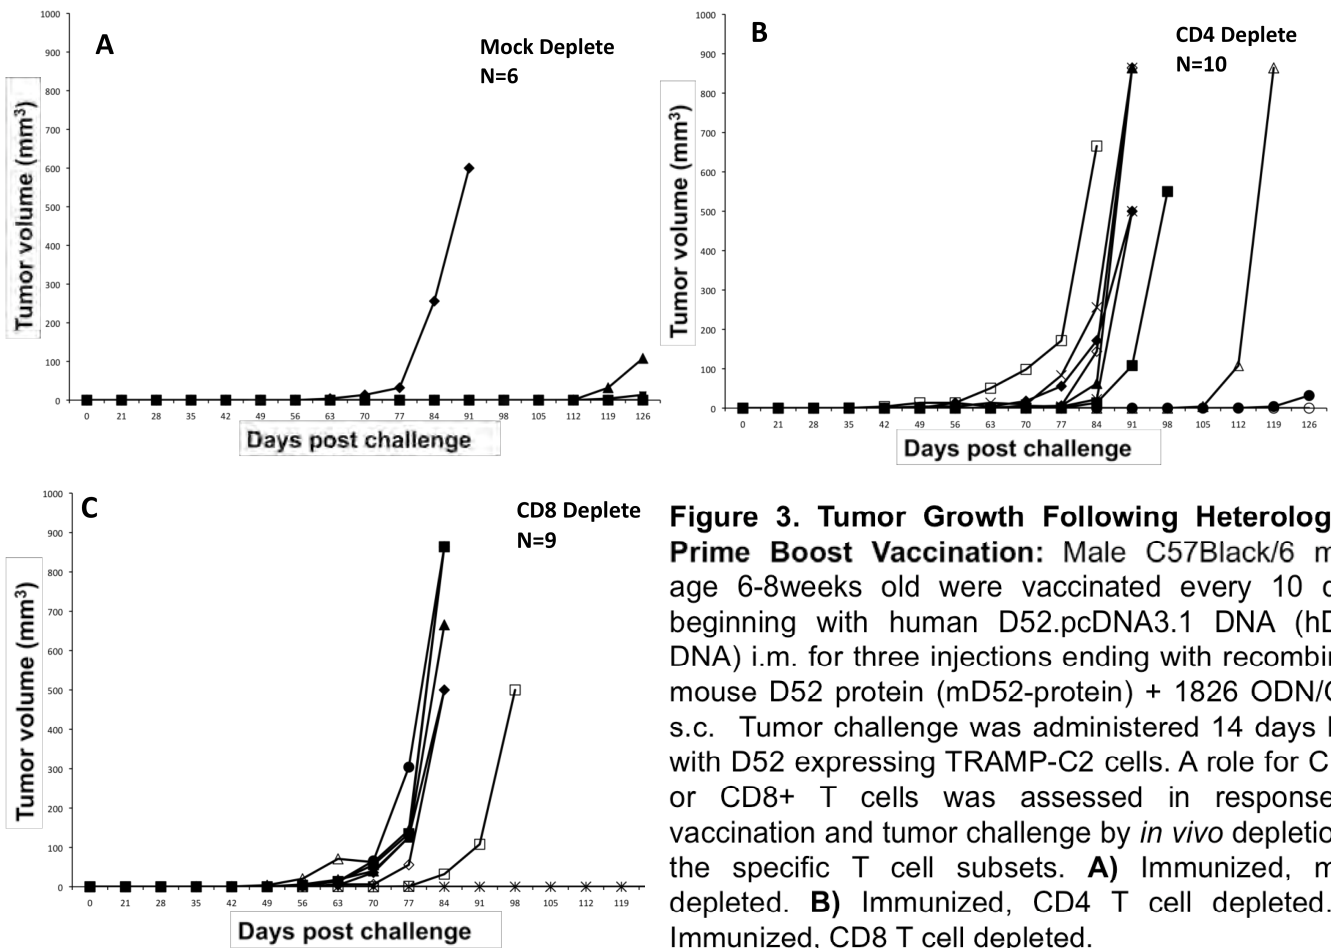 A
Mock Deplete
N=6
Tumor volume (mm³)
1000
900
800
700
600
500
400
300
200
100
0
0 21 28 35 42 49 56 63 70 77 84 91 98 105 112 119 126
Days post challenge
B
CD4 Deplete
N=10
Tumor volume (mm³)
1000
900
800
700
600
500
400
300
200
100
0
0 21 28 35 42 49 56 63 70 77 84 91 98 105 112 119 126
Days post challenge
C
CD8 Deplete
N=9
Tumor volume (mm³)
1000
900
800
700
600
500
400
300
200
100
0
0 21 28 35 42 49 56 63 70 77 84 91 98 105 112 119
Days post challenge
Figure 3. Tumor Growth Following Heterolog
Prime Boost Vaccination: Male C57Black/6 m
age 6-8weeks old were vaccinated every 10 d
beginning with human D52.pcDNA3.1 DNA (hD
DNA) i.m. for three injections ending with recombin
mouse D52 protein (mD52-protein) + 1826 ODN/C
s.c. Tumor challenge was administered 14 days l
with D52 expressing TRAMP-C2 cells. A role for C
or CD8+ T cells was assessed in response
vaccination and tumor challenge by in vivo depletio
the specific T cell subsets. A) Immunized, m
depleted. B) Immunized, CD4 T cell depleted.
Immunized, CD8 T cell depleted.